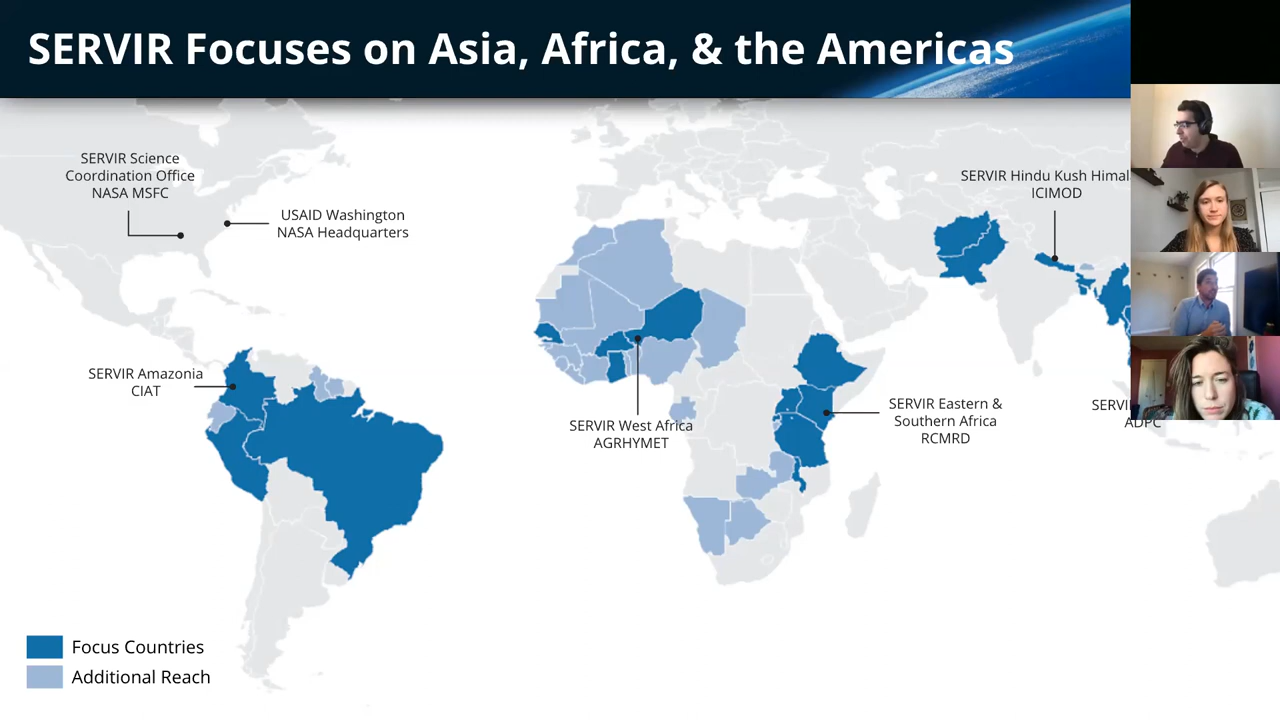 SERVIR Focuses on Asia, Africa, & the Americas
SERVIR Science
Coordination Office
NASA MSFC
USAID Washington
NASA Headquarters
SERVIR Hindu Kush Himal
ICIMOD
SERVIR Amazonia
CIAT
SERVIR West Africa
AGRHYMET
SERVIR Eastern &
Southern Africa
RCMRD
SERVI
ADPC
Focus Countries
Additional Reach